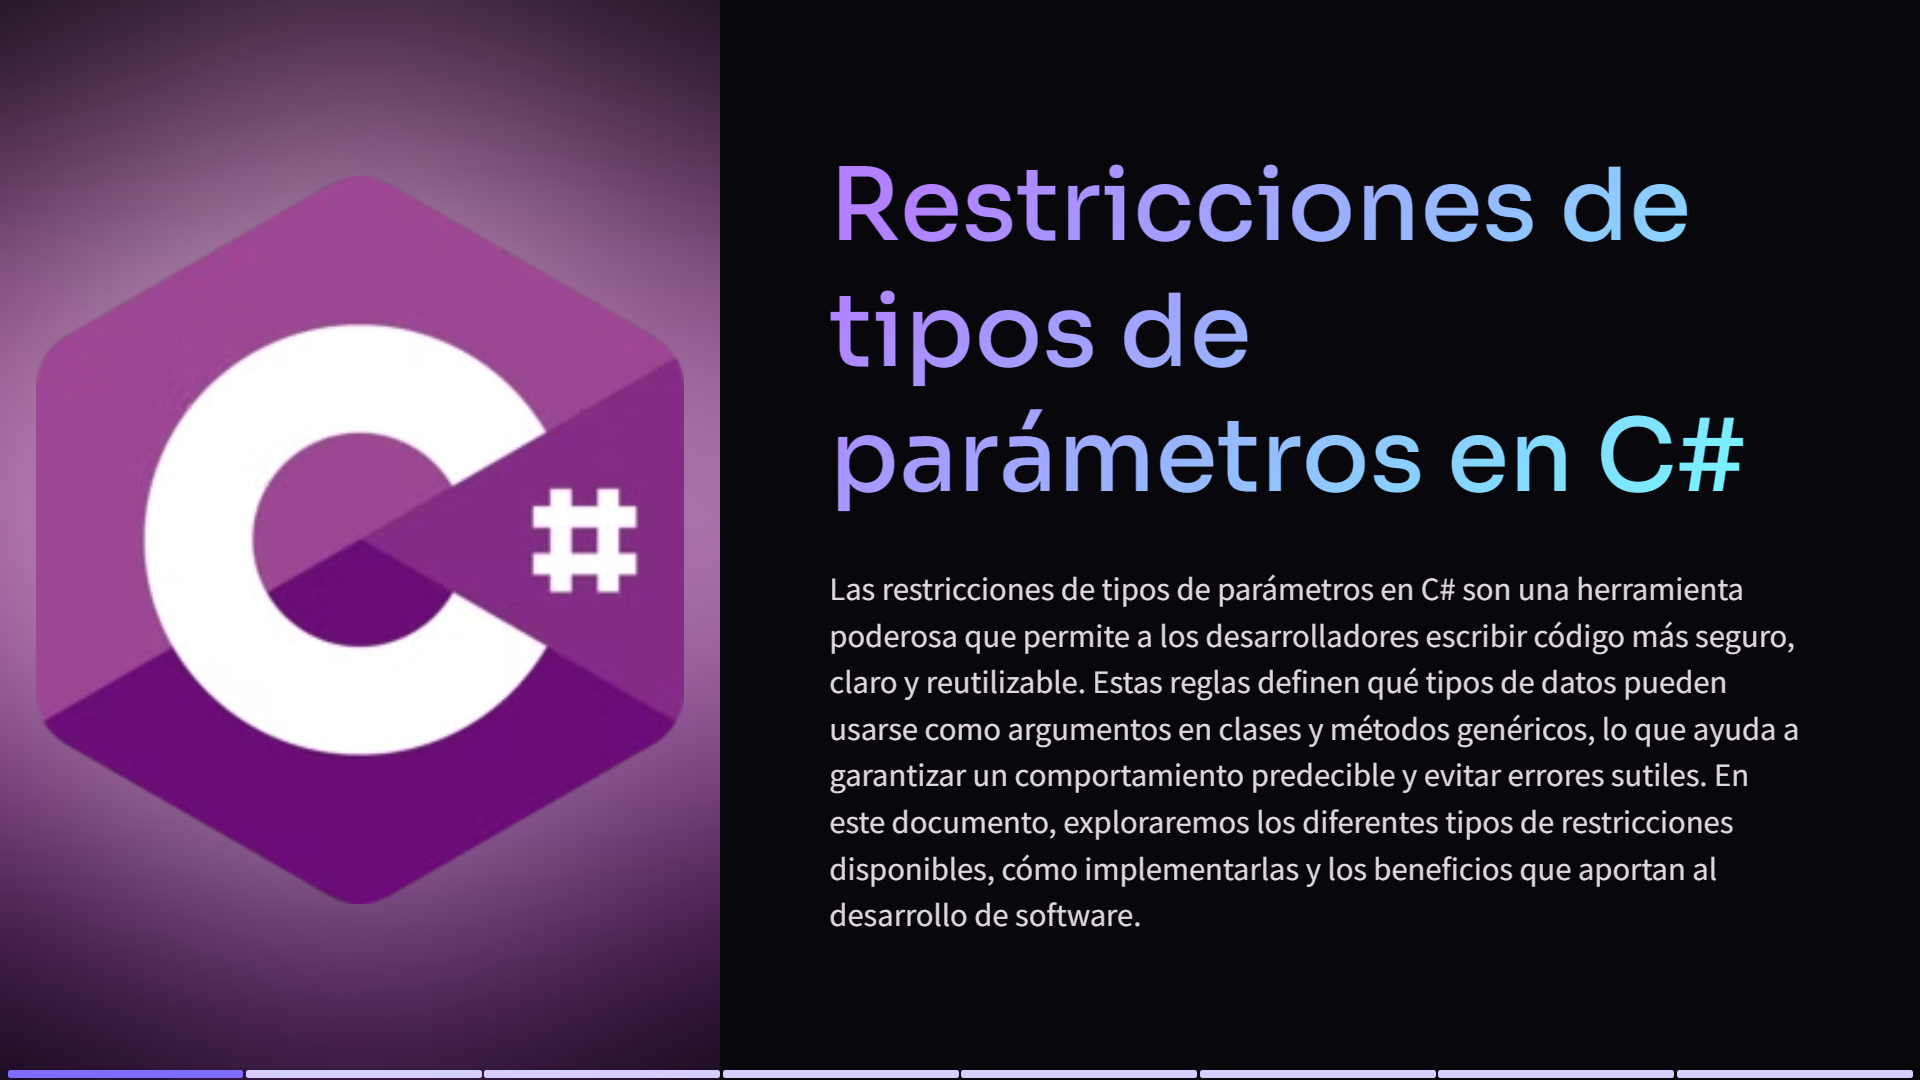 C#
Restricciones de
tipos de
parámetros en C#
Las restricciones de tipos de parámetros en C# son una herramienta
poderosa que permite a los desarrolladores escribir código más seguro,
claro y reutilizable. Estas reglas definen qué tipos de datos pueden
usarse como argumentos en clases y métodos genéricos, lo que ayuda a
garantizar un comportamiento predecible y evitar errores sutiles. En
este documento, exploraremos los diferentes tipos de restricciones
disponibles, cómo implementarlas y los beneficios que aportan al
desarrollo de software.